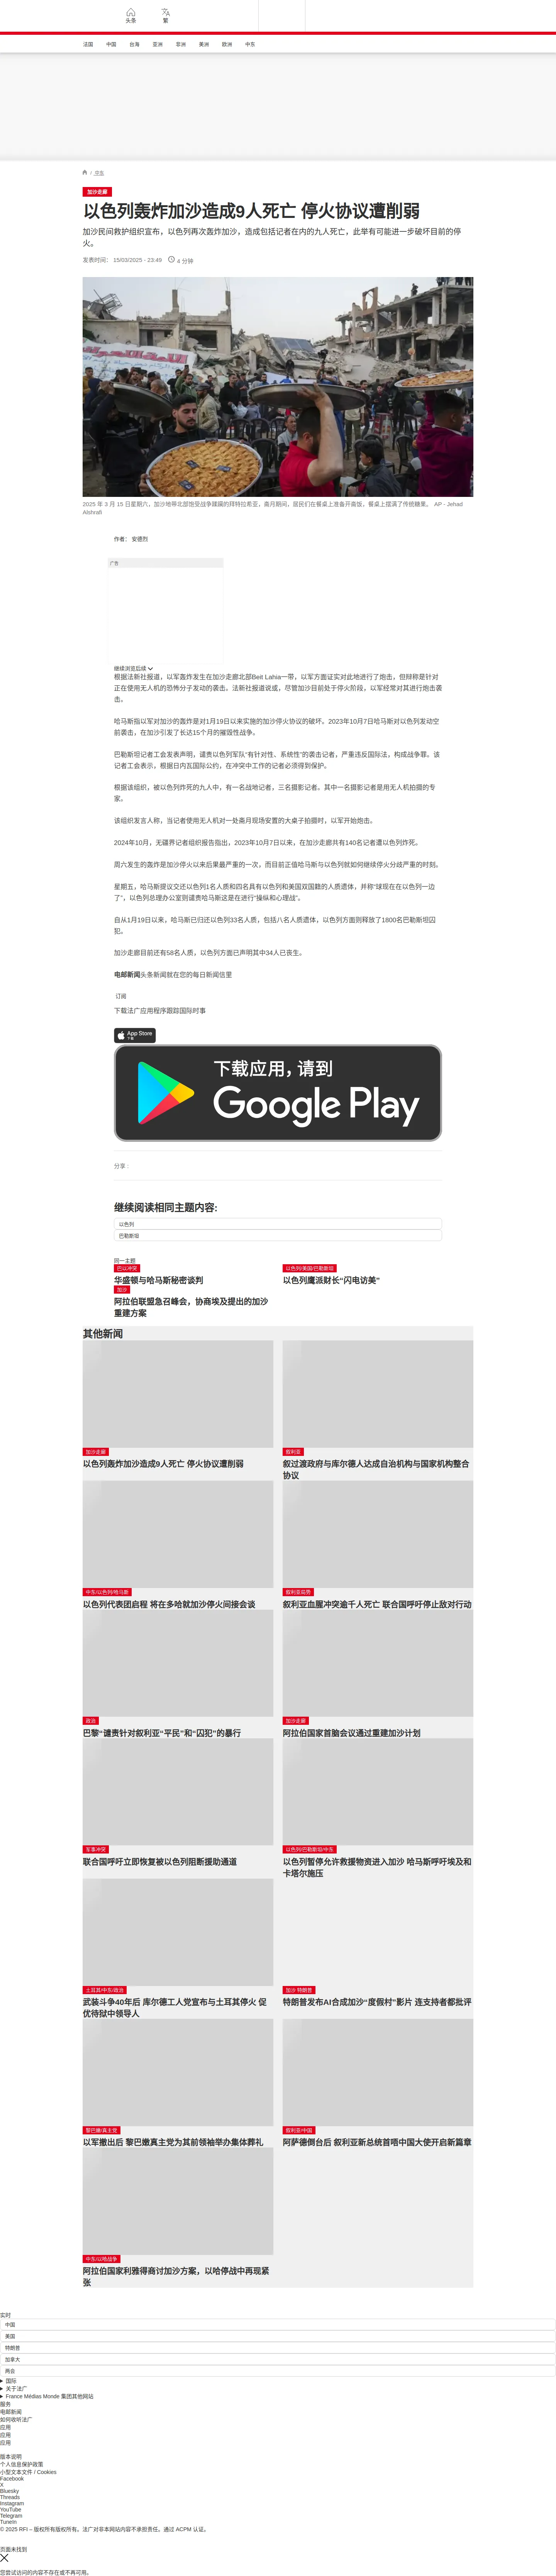 头条
繁
法国
中国
台海
亚洲
非洲
美洲
欧洲
中东
/ 中东
加沙走廊
以色列轰炸加沙造成9人死亡 停火协议遭削弱
加沙民间救护组织宣布，以色列再次轰炸加沙，造成包括记者在内的九人死亡，此举有可能进一步破坏目前的停
火。
发表时间： 15/03/2025 - 23:49
4 分钟
2025 年 3 月 15 日星期六，加沙地带北部饱受战争蹂躏的拜特拉希亚，斋月期间，居民们在餐桌上准备开斋饭，餐桌上摆满了传统糖果。 AP - Jehad
Alshrafi
作者： 安德烈
广告
继续浏览后续
根据法新社报道，以军轰炸发生在加沙走廊北部Beit Lahia一带，以军方面证实对此地进行了炮击，但辩称是针对
正在使用无人机的恐怖分子发动的袭击。法新社报道说或，尽管加沙目前处于停火阶段，以军经常对其进行炮击袭
击。
哈马斯指以军对加沙的轰炸是对1月19日以来实施的加沙停火协议的破坏。2023年10月7日哈马斯对以色列发动空
前袭击，在加沙引发了长达15个月的摧毁性战争。
巴勒斯坦记者工会发表声明，谴责以色列军队“有针对性、系统性”的袭击记者，严重违反国际法，构成战争罪。该
记者工会表示，根据日内瓦国际公约，在冲突中工作的记者必须得到保护。
根据该组织，被以色列炸死的九人中，有一名战地记者，三名摄影记者。其中一名摄影记者是用无人机拍摄的专
家。
该组织发言人称，当记者使用无人机对一处斋月现场安置的大桌子拍摄时，以军开始炮击。
2024年10月，无疆界记者组织报告指出，2023年10月7日以来，在加沙走廊共有140名记者遭以色列炸死。
周六发生的轰炸是加沙停火以来后果最严重的一次，而目前正值哈马斯与以色列就如何继续停火分歧严重的时刻。
星期五，哈马斯提议交还以色列1名人质和四名具有以色列和美国双国籍的人质遗体，并称“球现在在以色列一边
了”，以色列总理办公室则谴责哈马斯这是在进行“操纵和心理战”。
自从1月19日以来，哈马斯已归还以色列33名人质，包括八名人质遗体，以色列方面则释放了1800名巴勒斯坦囚
犯。
加沙走廊目前还有58名人质，以色列方面已声明其中34人已丧生。
电邮新闻头条新闻就在您的每日新闻信里
订阅
下载法广应用程序跟踪国际时事
App Store
下载
下载应用，请到
Google Play
分享 :
继续阅读相同主题内容:
以色列
巴勒斯坦
同一主题
巴以冲突
华盛顿与哈马斯秘密谈判
以色列/美国/巴勒斯坦
以色列鹰派财长“闪电访美”
加沙
阿拉伯联盟急召峰会，协商埃及提出的加沙
重建方案
其他新闻
加沙走廊
以色列轰炸加沙造成9人死亡 停火协议遭削弱
叙利亚
叙过渡政府与库尔德人达成自治机构与国家机构整合
协议
中东/以色列/哈马斯
以色列代表团启程 将在多哈就加沙停火间接会谈
叙利亚局势
叙利亚血腥冲突逾千人死亡 联合国呼吁停止敌对行动
政治
巴黎“谴责针对叙利亚“平民”和“囚犯”的暴行
加沙走廊
阿拉伯国家首脑会议通过重建加沙计划
军事冲突
联合国呼吁立即恢复被以色列阻断援助通道
以色列/巴勒斯坦/中东
以色列暂停允许救援物资进入加沙 哈马斯呼吁埃及和
卡塔尔施压
土耳其/中东/政治
武装斗争40年后 库尔德工人党宣布与土耳其停火 促
优待狱中领导人
加沙 特朗普
特朗普发布AI合成加沙“度假村”影片 连支持者都批评
黎巴嫩/真主党
以军撤出后 黎巴嫩真主党为其前领袖举办集体葬礼
叙利亚/中国
阿萨德倒台后 叙利亚新总统首晤中国大使开启新篇章
中东/以哈战争
阿拉伯国家利雅得商讨加沙方案，以哈停战中再现紧
张
实时
中国
美国
特朗普
加拿大
两会
国际
关于法广
France Médias Monde 集团其他网站
服务
电邮新闻
如何收听法广
应用
应用
应用
版本说明
个人信息保护政策
小型文本文件 / Cookies
Facebook
X
Bluesky
Threads
Instagram
YouTube
Telegram
TuneIn
© 2025 RFI – 版权所有版权所有。法广对非本网站内容不承担责任。通过 ACPM 认证。
页面未找到
您尝试访问的内容不存在或不再可用。